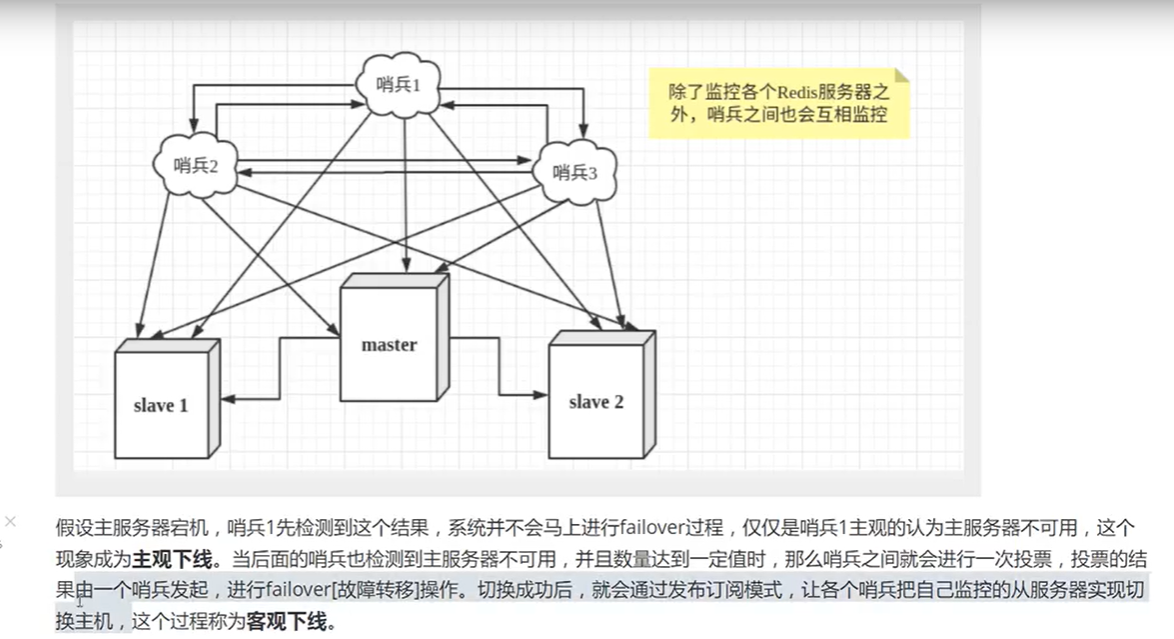 哨兵1
除了监控各个Redis服务器之
外，哨兵之间也会互相监控
哨兵2
哨兵3
master
slave 1
slave 2
假设主服务器宕机，哨兵1先检测到这个结果，系统并不会马上进行failover过程，仅仅是哨兵1主观的认为主服务器不可用，这个
现象成为主观下线。当后面的哨兵也检测到主服务器不可用，并且数量达到一定值时，那么哨兵之间就会进行一次投票，投票的结
果由一个哨兵发起，进行failover[故障转移]操作。切换成功后，就会通过发布订阅模式，让各个哨兵把自己监控的从服务器实现切
换主机，这个过程称为客观下线。